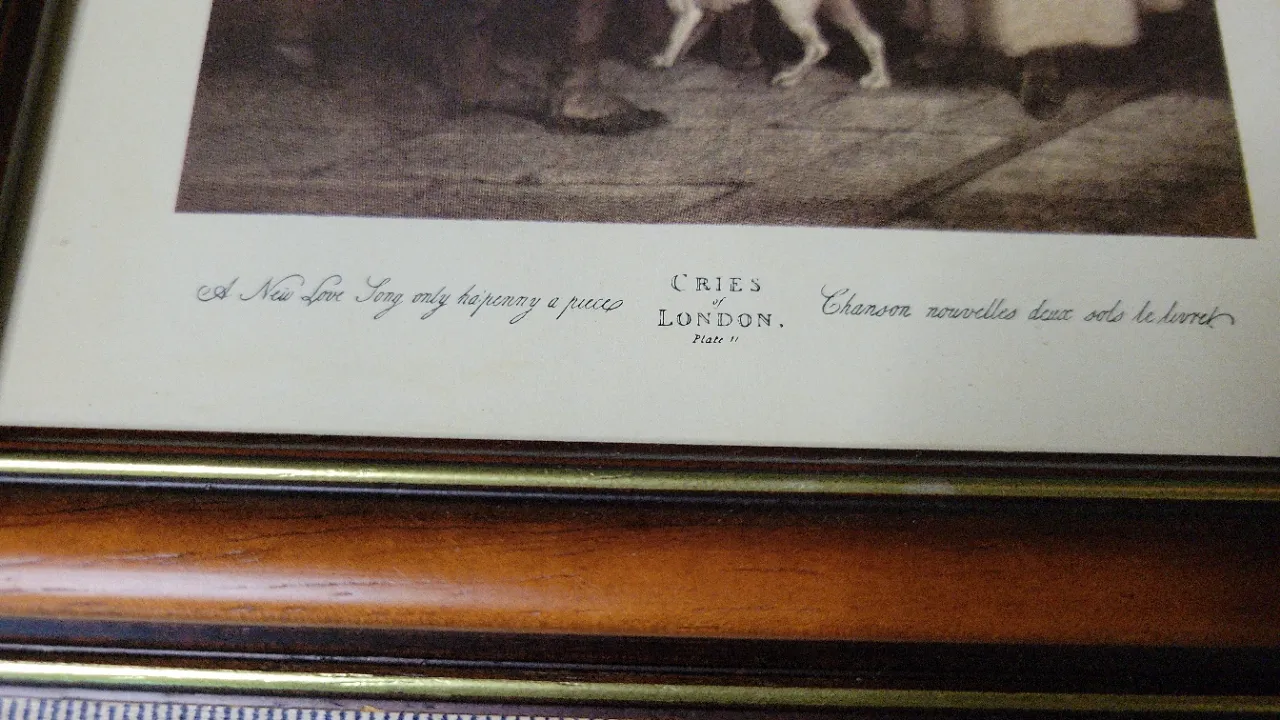 A New Love Song only ha'penny a piece
CRIES
of
LONDON.
Plate 11
Chanson nouvelles deux sols le livret